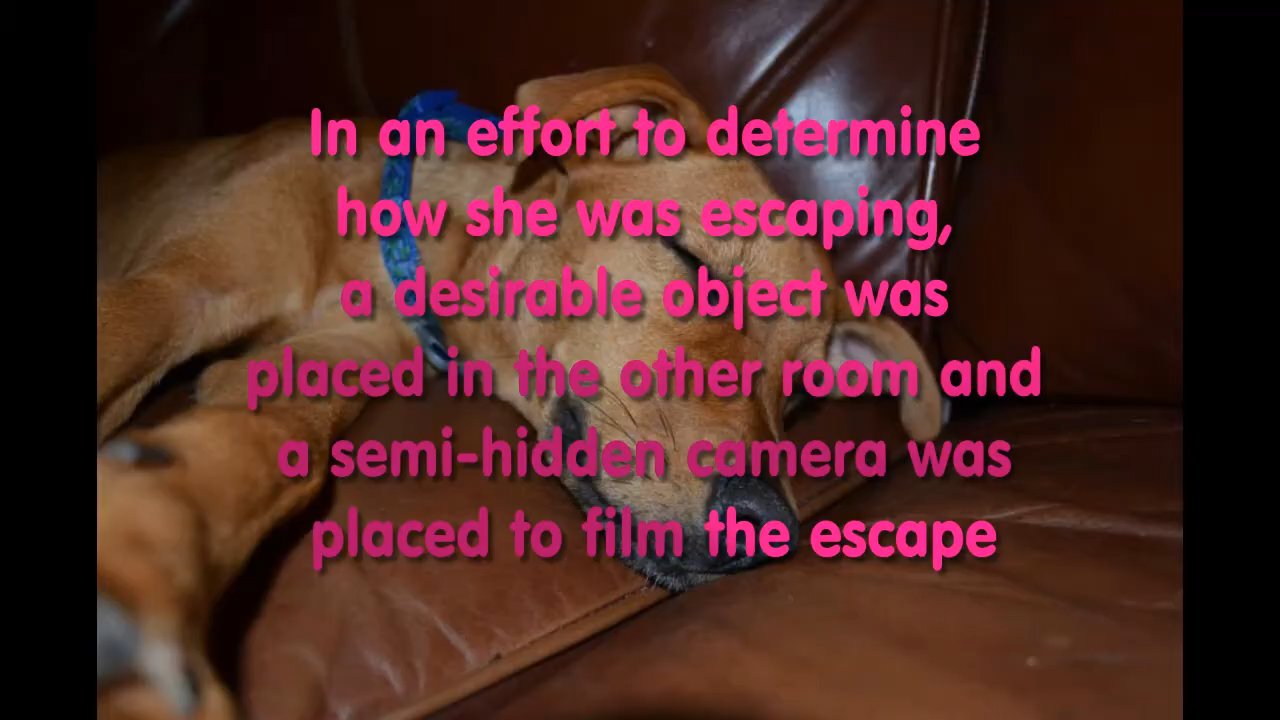 In an effort to determine
how she was escaping,
a desirable object was
placed in the other room and
a semi-hidden camera was
placed to film the escape